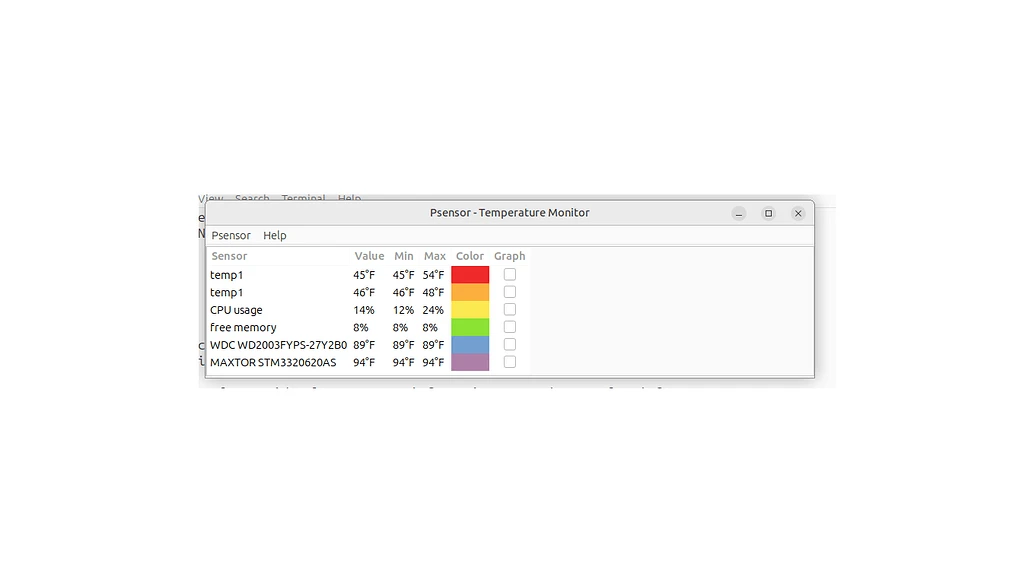 View Search Terminal Help
Psensor - Temperature Monitor
e
N
Psensor Help
Sensor Value Min Max Color Graph
temp1 45°F 45°F 54°F
temp1 46°F 46°F 48°F
CPU usage 14% 12% 24%
free memory 8% 8% 8%
WDC WD2003FYPS-27Y2B0 89°F 89°F 89°F
c
MAXTOR STM3320620AS 94°F 94°F 94°F
i